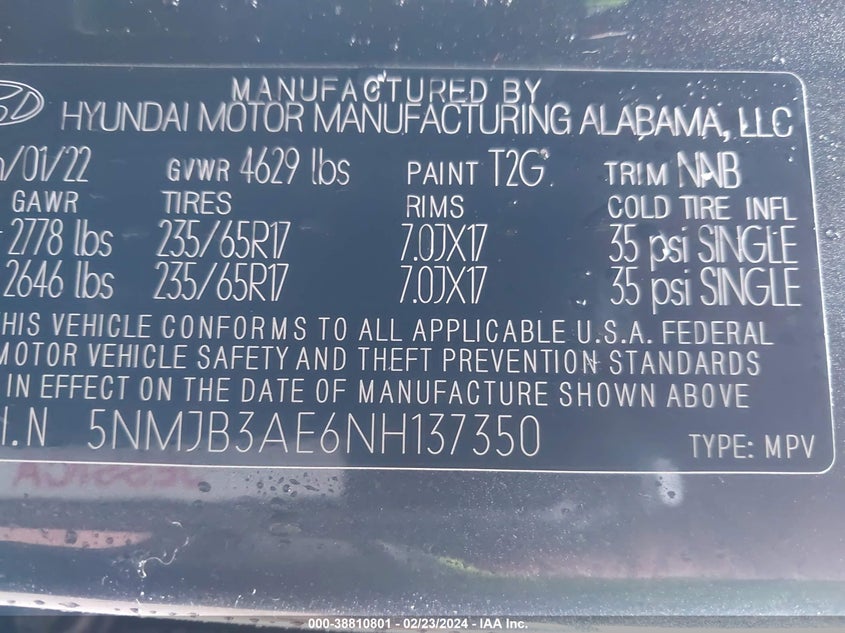 MANUFACTURED BY
HYUNDAI MOTOR MANUFACTURING ALABAMA, LLC
/01/22 GVWR 4629 lbs PAINT T2G TRIM NNB
GAWR TIRES RIMS COLD TIRE INFL
2778 lbs 235/65R17 7.0JX17 35 psi SINGLE
2646 lbs 235/65R17 7.0JX17 35 psi SINGLE
HIS VEHICLE CONFORMS TO ALL APPLICABLE U.S.A. FEDERAL
MOTOR VEHICLE SAFETY AND THEFT PREVENTION STANDARDS
IN EFFECT ON THE DATE OF MANUFACTURE SHOWN ABOVE
I.N 5NMJB3AE6NH137350 TYPE: MPV
000-38810801 - 02/23/2024 - IAA Inc.